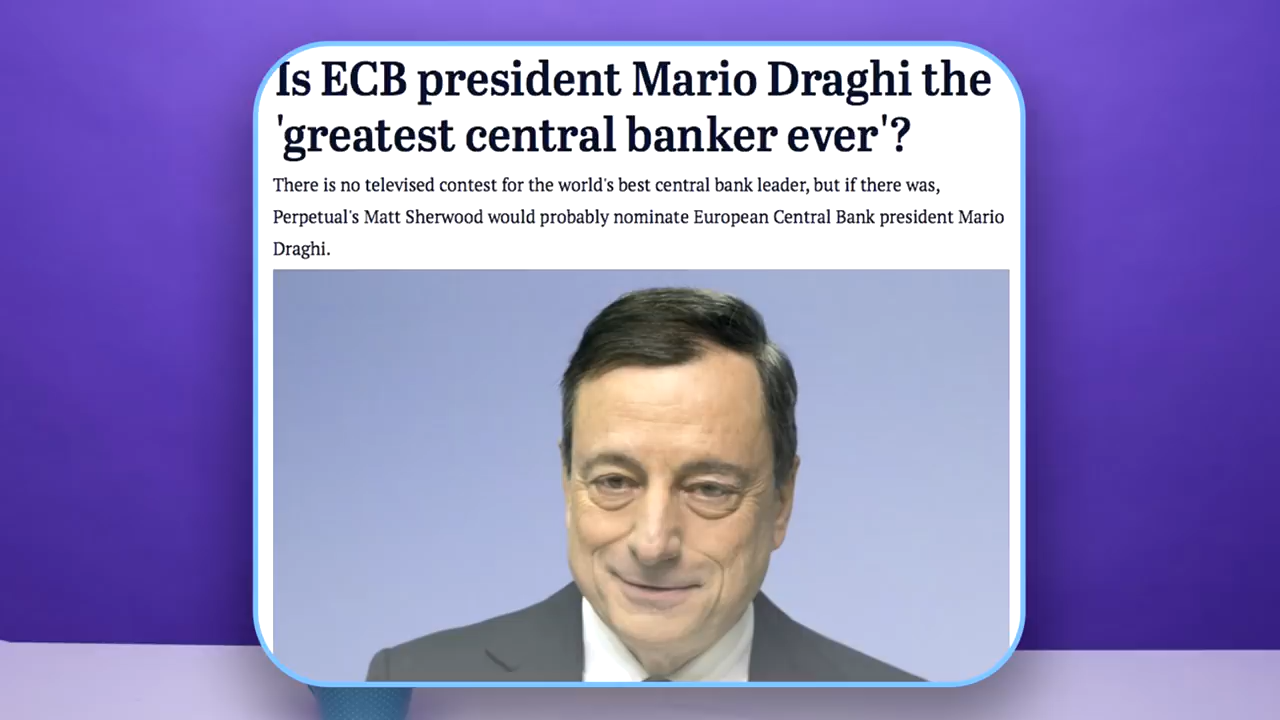 Is ECB president Mario Draghi the
'greatest central banker ever'?
There is no televised contest for the world's best central bank leader, but if there was,
Perpetual's Matt Sherwood would probably nominate European Central Bank president Mario
Draghi.